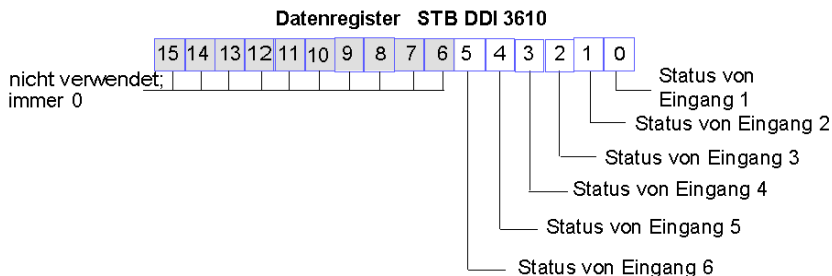 Datenregister STB DDI 3610
15 14 13 12 11 10 9 8 7 6 5 4 3 2 1 0
nicht verwendet;
immer 0
Status von
Eingang 1
Status von Eingang 2
Status von Eingang 3
Status von Eingang 4
Status von Eingang 5
Status von Eingang 6